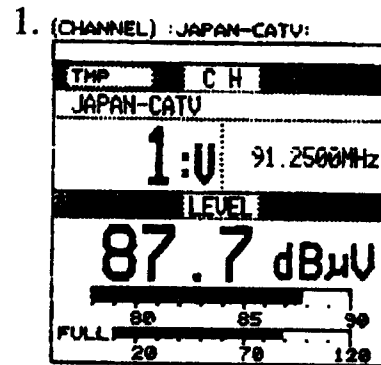 1. (CHANNEL) :JAPAN-CATV:
TMP CH
JAPAN-CATV
1:V 91.2500MHz
LEVEL
87.7 dBµV
80 85 90
FULL
20 70 120